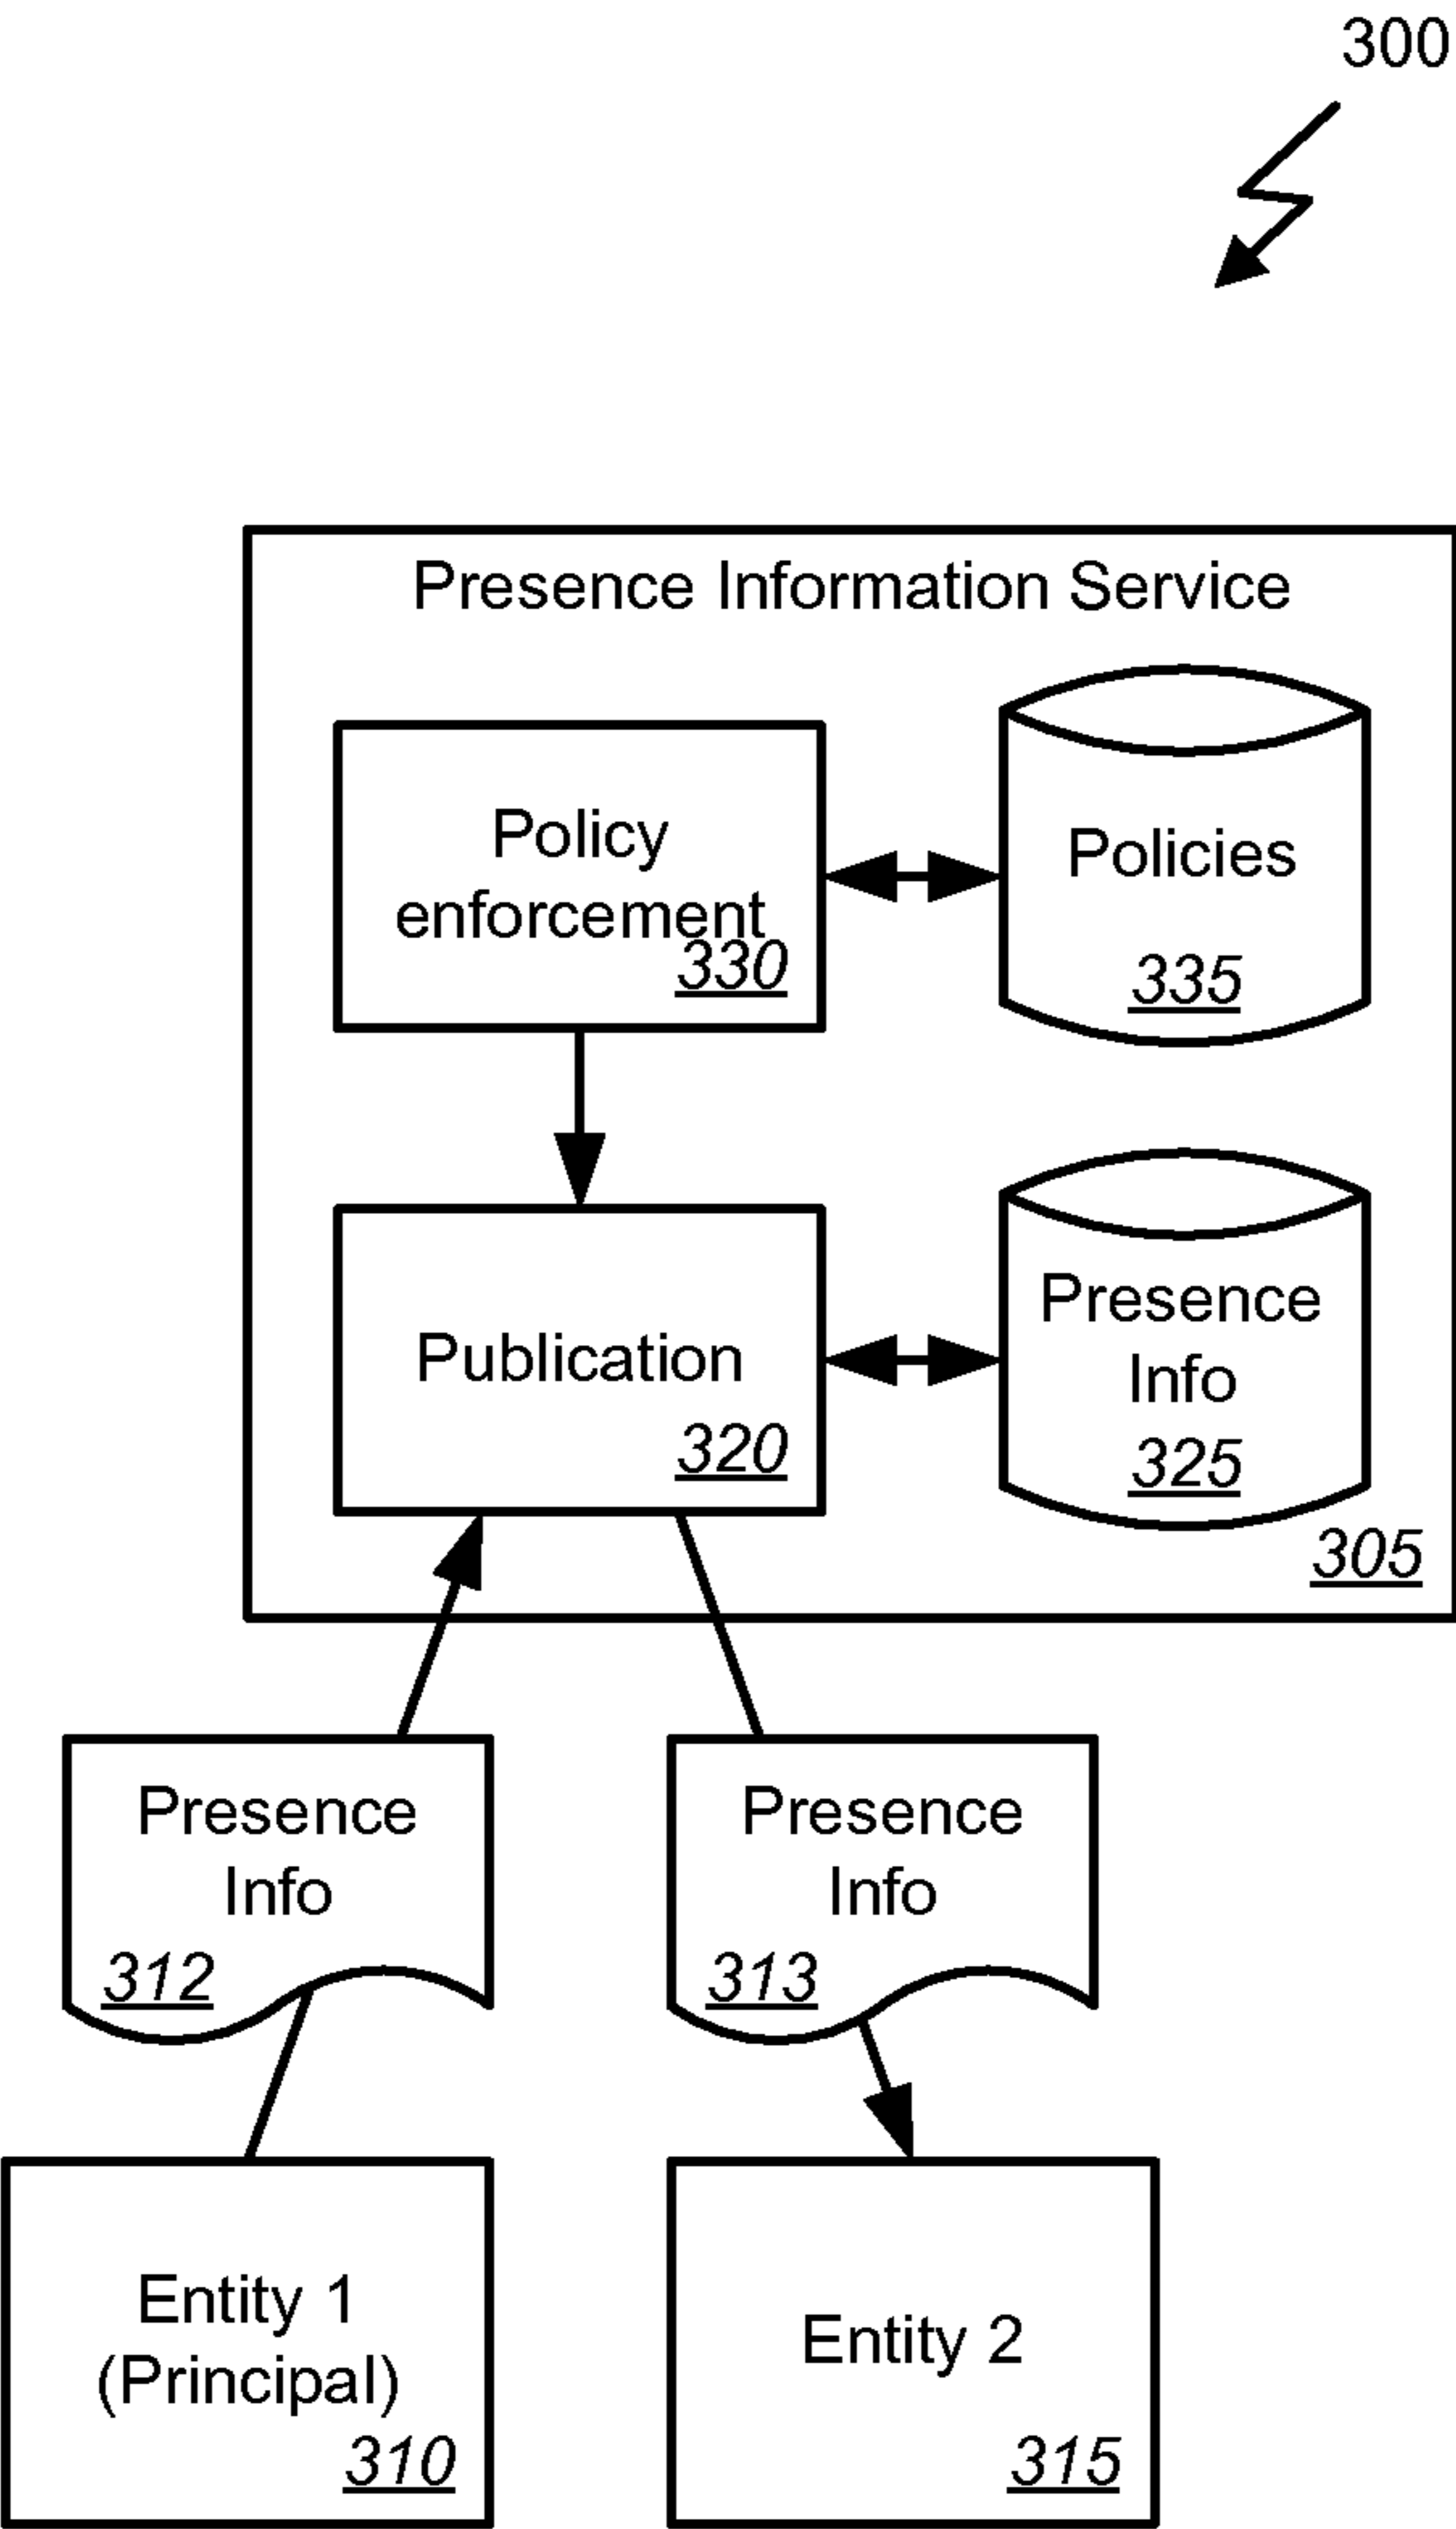 300
Presence Information Service
Policy
enforcement
330
Policies
335
Publication
320
Presence
Info
325
305
Presence
Info
312
Presence
Info
313
Entity 1
(Principal)
310
Entity 2
315